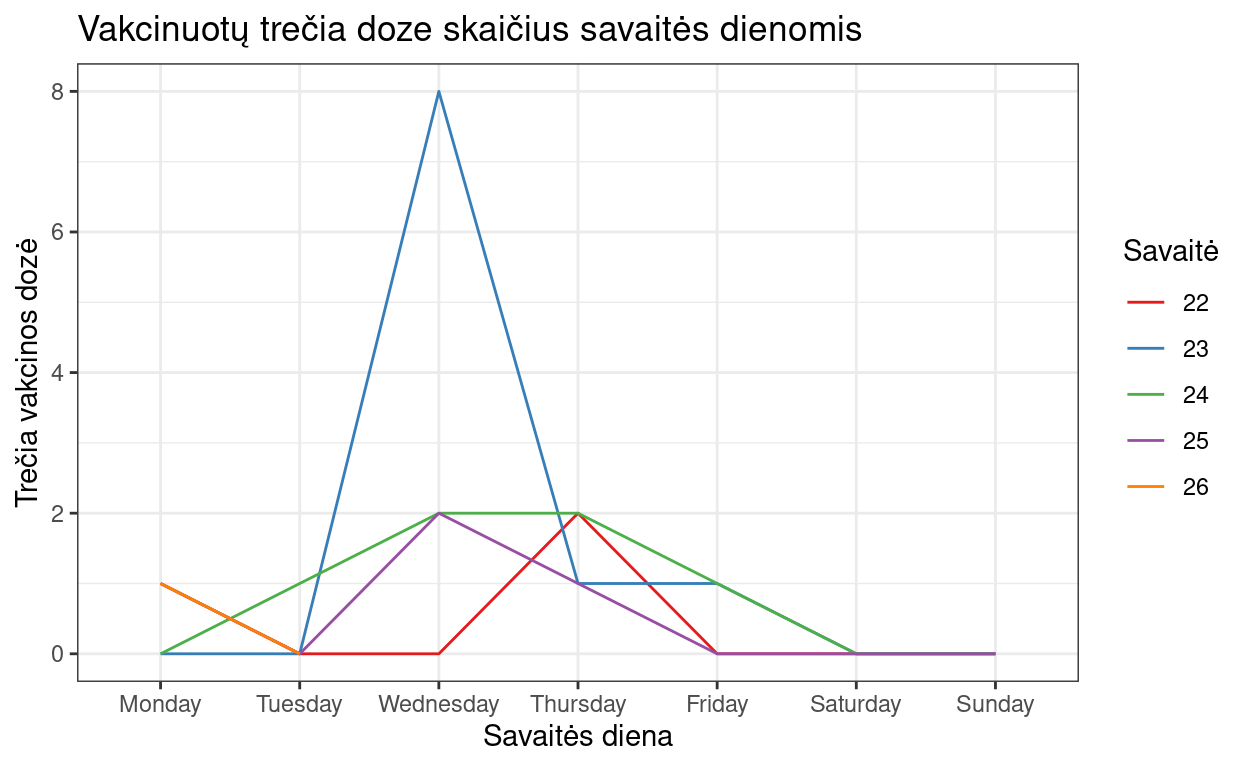 Vakcinuotų trečia doze skaičius savaitės dienomis
Trečia vakcinos dozė
8
6
4
2
0
Monday Tuesday Wednesday Thursday Friday Saturday Sunday
Savaitės diena
Savaitė
22
23
24
25
26